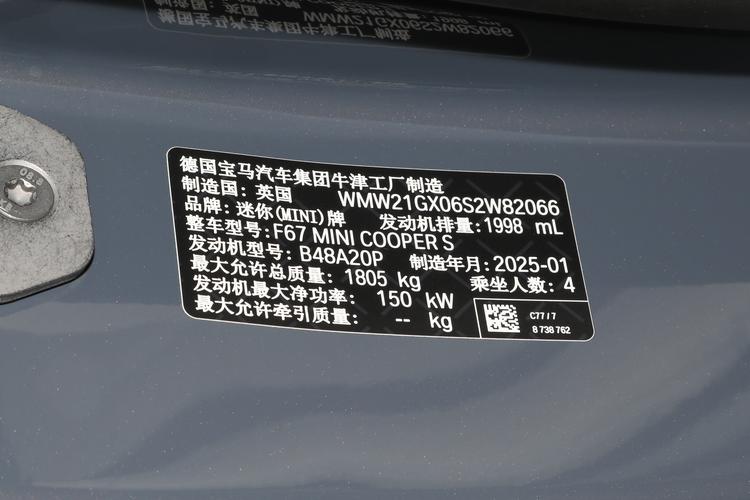 德国宝马汽车集团牛津工厂制造
制造国: 英国 WMW21GX06S2W82066
品牌: 迷你(MINI)牌 发动机排量: 1998 mL
整车型号: F67 MINI COOPER S
发动机型号: B48A20P 制造年月: 2025-01
最大允许总质量: 1805 kg 乘坐人数: 4
发动机最大净功率: 150 kW
最大允许牵引质量: -- kg
C77 / 7
8 738 762
08.8